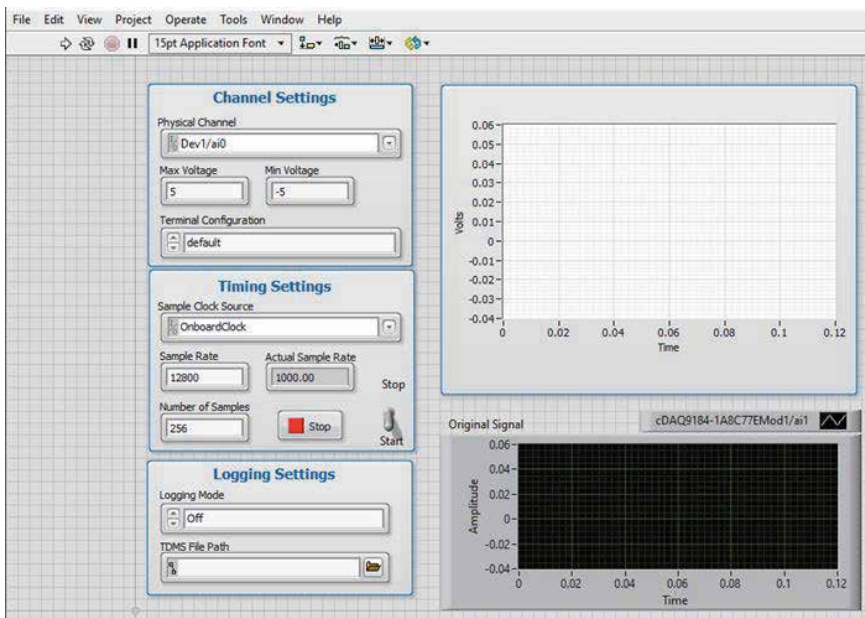 File Edit View Project Operate Tools Window Help
15pt Application Font
Channel Settings
Physical Channel
Dev1/ai0
Max Voltage Min Voltage
5 -5
Terminal Configuration
default
Timing Settings
Sample Clock Source
OnboardClock
Sample Rate Actual Sample Rate
12800 1000.00
Stop
Number of Samples
256 Stop
Start
Logging Settings
Logging Mode
Off
TDMS File Path
Volts
0.06
0.05
0.04
0.03
0.02
0.01
0
-0.01
-0.02
-0.03
-0.04
0 0.02 0.04 0.06 0.08 0.1 0.12
Time
Original Signal cDAQ9184-1A8C77EMod1/ai1
Amplitude
0.06
0.04
0.02
0
-0.02
-0.04
0 0.02 0.04 0.06 0.08 0.1 0.12
Time